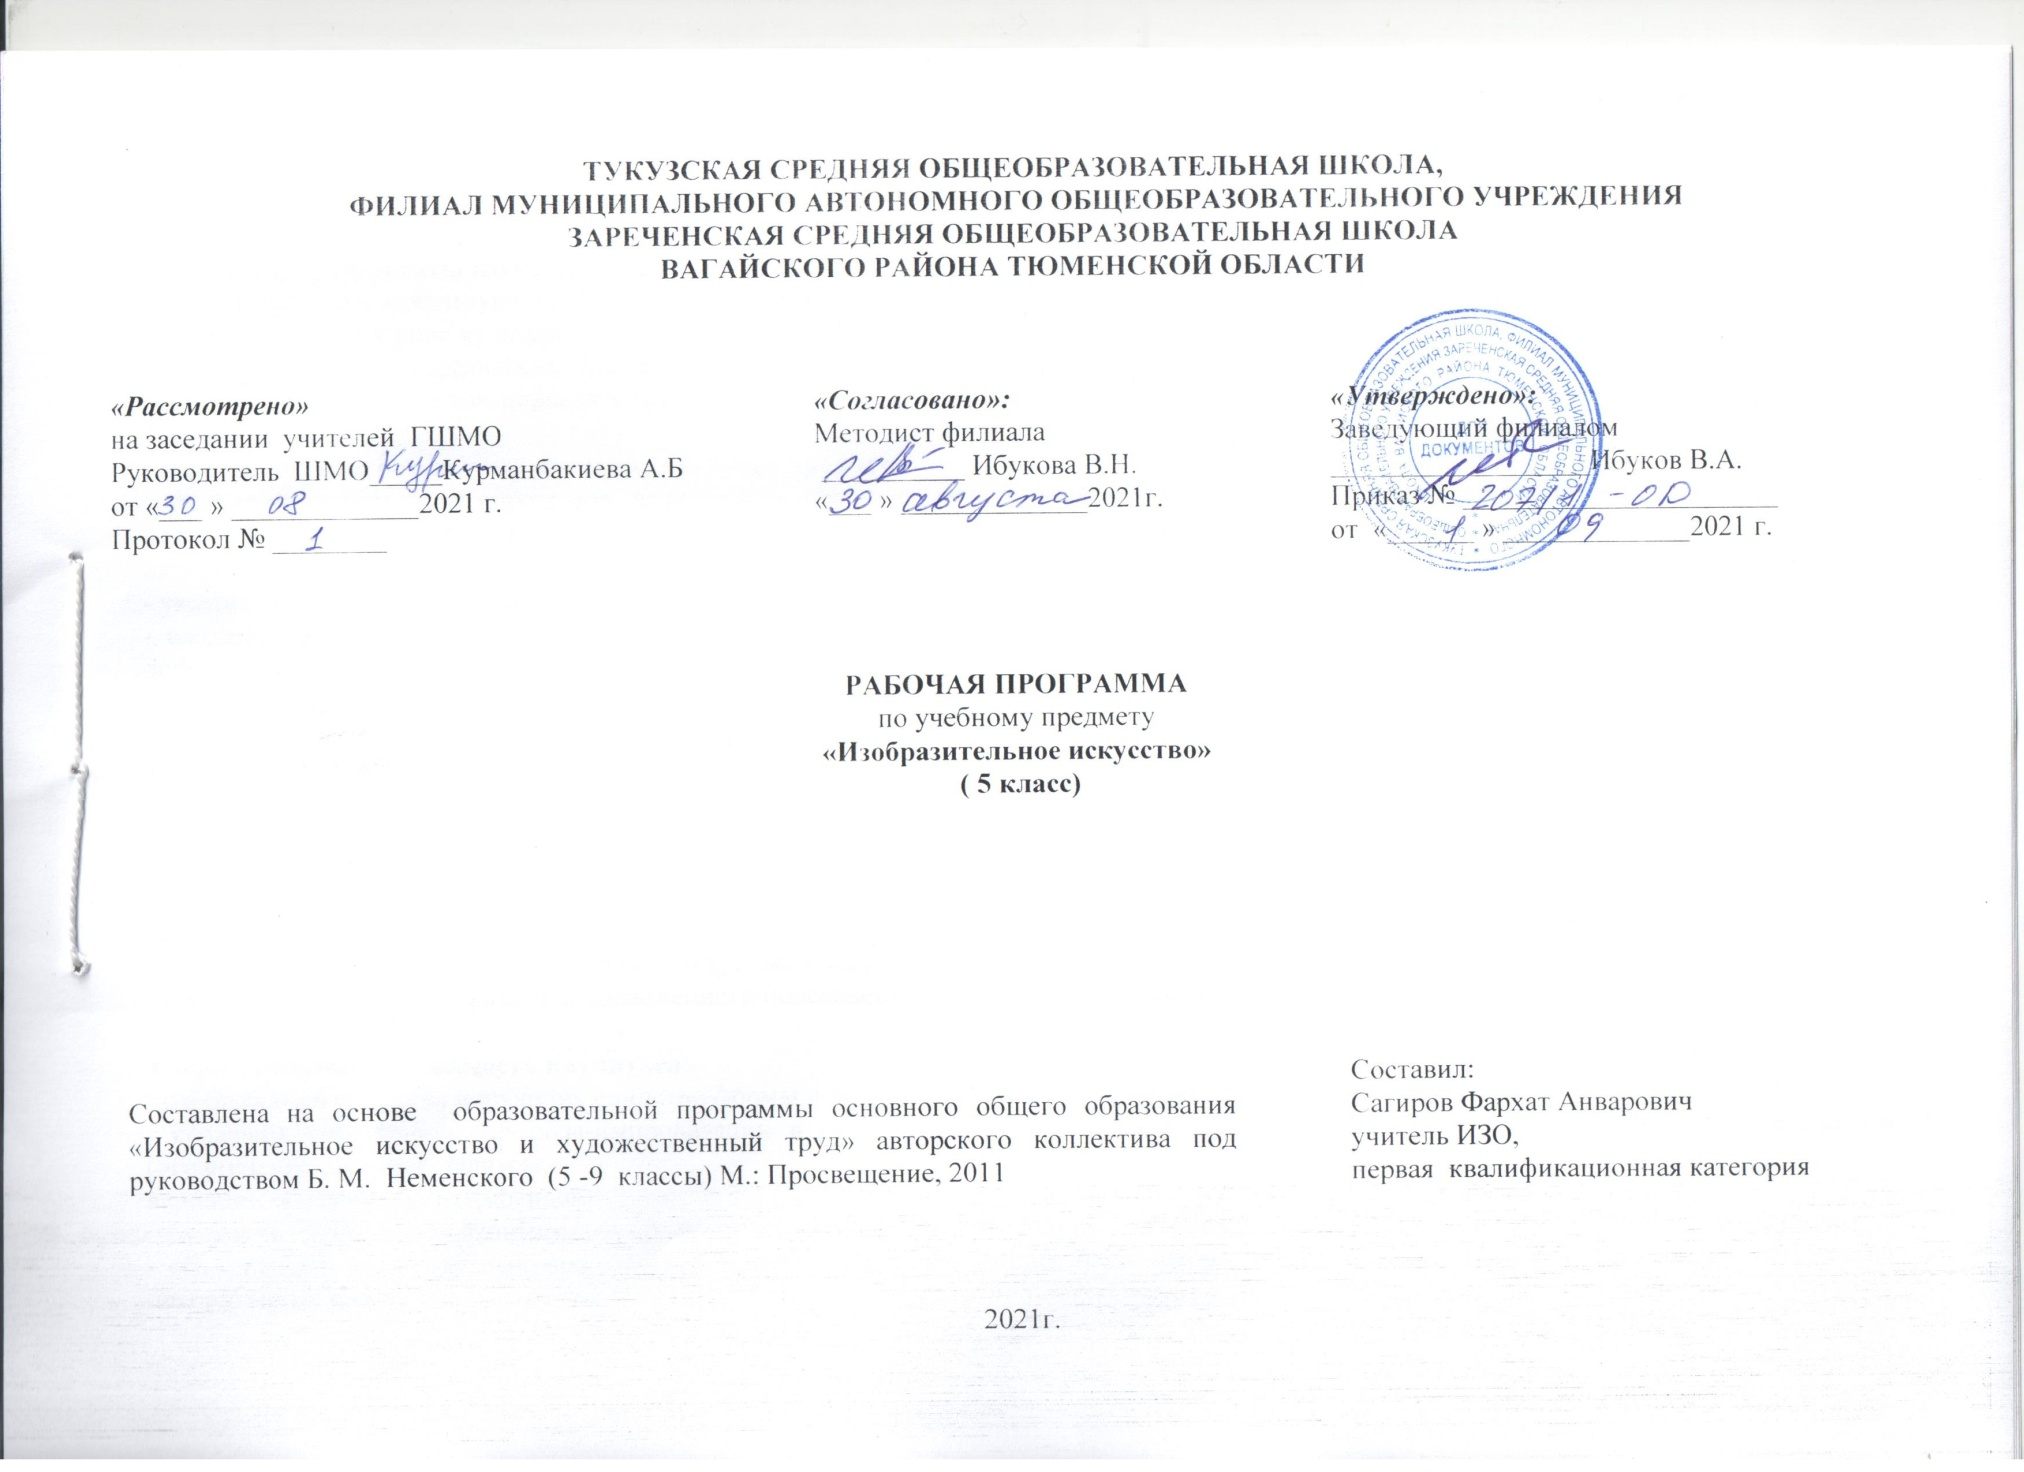 ТУКУЗСКАЯ СРЕДНЯЯ ОБЩЕОБРАЗОВАТЕЛЬНАЯ ШКОЛА,
ФИЛИАЛ МУНИЦИПАЛЬНОГО АВТОНОМНОГО ОБЩЕОБРАЗОВАТЕЛЬНОГО УЧРЕЖДЕНИЯ
ЗАРЕЧЕНСКАЯ СРЕДНЯЯ ОБЩЕОБРАЗОВАТЕЛЬНАЯ ШКОЛА
ВАГАЙСКОГО РАЙОНА ТЮМЕНСКОЙ ОБЛАСТИ
«Рассмотрено»
на заседании учителей ГШМО
Руководитель ШМО Курманбакиева А.Б
от «30 » 08 2021 г.
Протокол № 1
«Согласовано»:
Методист филиала
Ибукова В.Н.
«30 » августа 2021г.
«Утверждено»:
Заведующий филиалом
Ибуков В.А.
Приказ № -ОД
от « 1 » 09 2021 г.
ДОКУМЕНТОВ
РАБОЧАЯ ПРОГРАММА
по учебному предмету
«Изобразительное искусство»
( 5 класс)
Составлена на основе образовательной программы основного общего образования
«Изобразительное искусство и художественный труд» авторского коллектива под
руководством Б. М. Неменского (5 -9 классы) М.: Просвещение, 2011
Составил:
Сагиров Фархат Анварович
учитель ИЗО,
первая квалификационная категория
2021г.